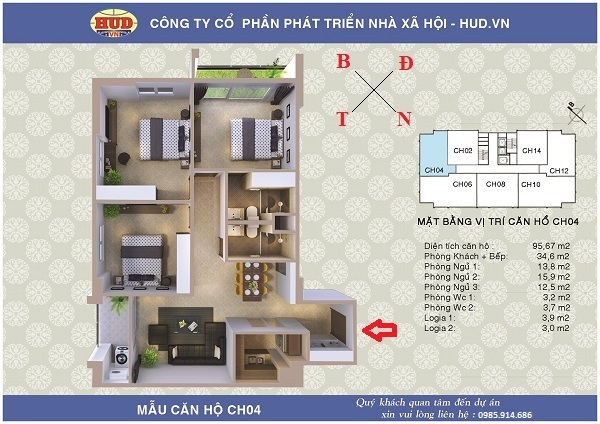 HUD
.VN
CÔNG TY CỔ PHẦN PHÁT TRIỂN NHÀ XÃ HỘI - HUD.VN
B Đ
T N
B
CH02 CH14
CH04 CH12
CH06 CH08 CH10
MẶT BẰNG VỊ TRÍ CĂN HỔ CH04
Diện tích căn hộ : 95,67 m2
Phòng Khách + Bếp: 34,6 m2
Phòng Ngủ 1: 13,8 m2
Phòng Ngủ 2: 15,9 m2
Phòng Ngủ 3: 12,5 m2
Phòng Wc 1: 3,2 m2
Phòng Wc 2: 3,7 m2
Logia 1: 3,9 m2
Logia 2: 3,0 m2
MẪU CĂN HỘ CH04
Quý khách quan tâm đến dự án
xin vui lòng liên hệ : 0985.914.686